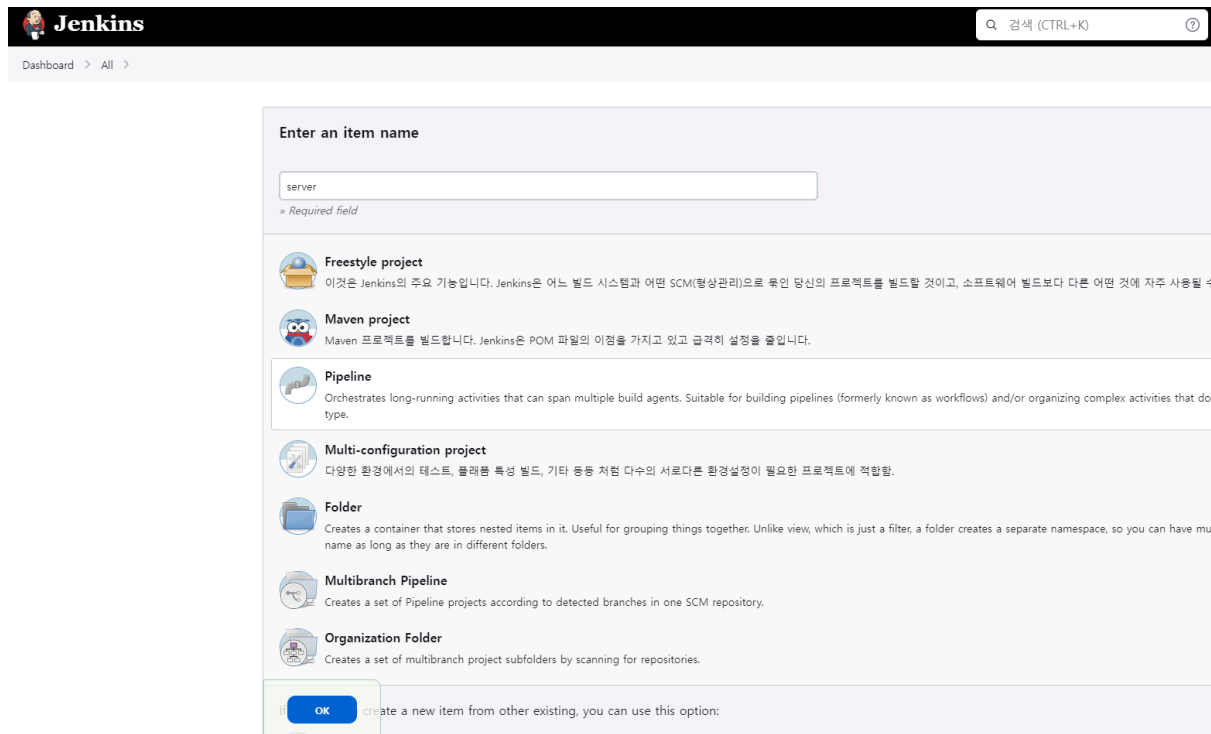 Jenkins
검색 (CTRL+K)
Dashboard > All >
Enter an item name
server
» Required field
Freestyle project
이것은 Jenkins의 주요 기능입니다. Jenkins은 어느 빌드 시스템과 어떤 SCM(형상관리)으로 묶인 당신의 프로젝트를 빌드할 것이고, 소프트웨어 빌드보다 다른 어떤 것에 자주 사용될 수
Maven project
Maven 프로젝트를 빌드합니다. Jenkins은 POM 파일의 이점을 가지고 있고 급격히 설정을 줄입니다.
Pipeline
Orchestrates long-running activities that can span multiple build agents. Suitable for building pipelines (formerly known as workflows) and/or organizing complex activities that do
type.
Multi-configuration project
다양한 환경에서의 테스트, 플래폼 특성 빌드, 기타 등등 처럼 다수의 서로다른 환경설정이 필요한 프로젝트에 적합함.
Folder
Creates a container that stores nested items in it. Useful for grouping things together. Unlike view, which is just a filter, a folder creates a separate namespace, so you can have mu
name as long as they are in different folders.
Multibranch Pipeline
Creates a set of Pipeline projects according to detected branches in one SCM repository.
Organization Folder
Creates a set of multibranch project subfolders by scanning for repositories.
OK
create a new item from other existing, you can use this option: